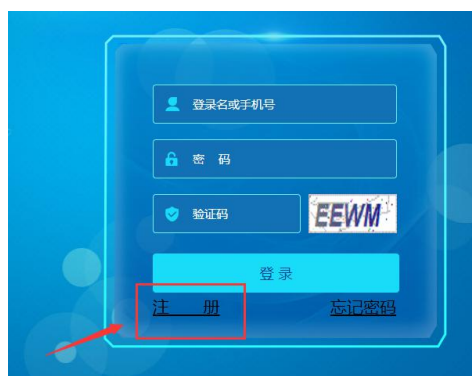 登录名或手机号
密 码
验证码 EEWM
登 录
注 册 忘记密码